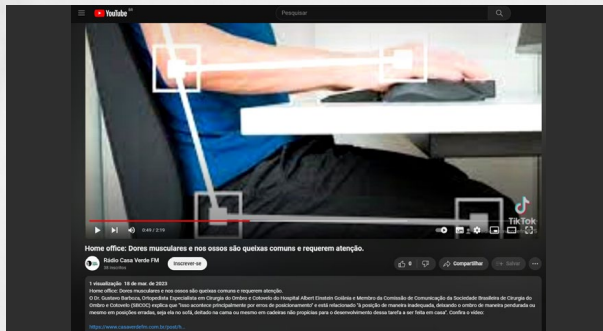 YouTube BR
Pesquisar
TikTok
0:49 / 2:19
Home office: Dores musculares e nos ossos são queixas comuns e requerem atenção.
Rádio Casa Verde FM
Inscrever-se
0
Compartilhar
Salvar
1 visualização 18 de mar. de 2023
Home office: Dores musculares e nos ossos são queixas comuns e requerem atenção.
O Dr. Gustavo Barboza, Ortopedista Especialista em Cirurgia do Ombro e Cotovelo do Hospital Albert Einstein Goiânia e Membro da Comissão de Comunicação da Sociedade Brasileira de Cirurgia do
Ombro e Cotovelo (SBCOC) explica que "isso acontece principalmente por erros de posicionamento" e está relacionado "à posição de maneira inadequada, deixando o ombro de maneira pendurada ou
mesmo em posições erradas, seja ela no sofá, deitado na cama ou mesmo em cadeiras não propícias para o desenvolvimento dessa tarefa a ser feita em casa". Confira o vídeo: